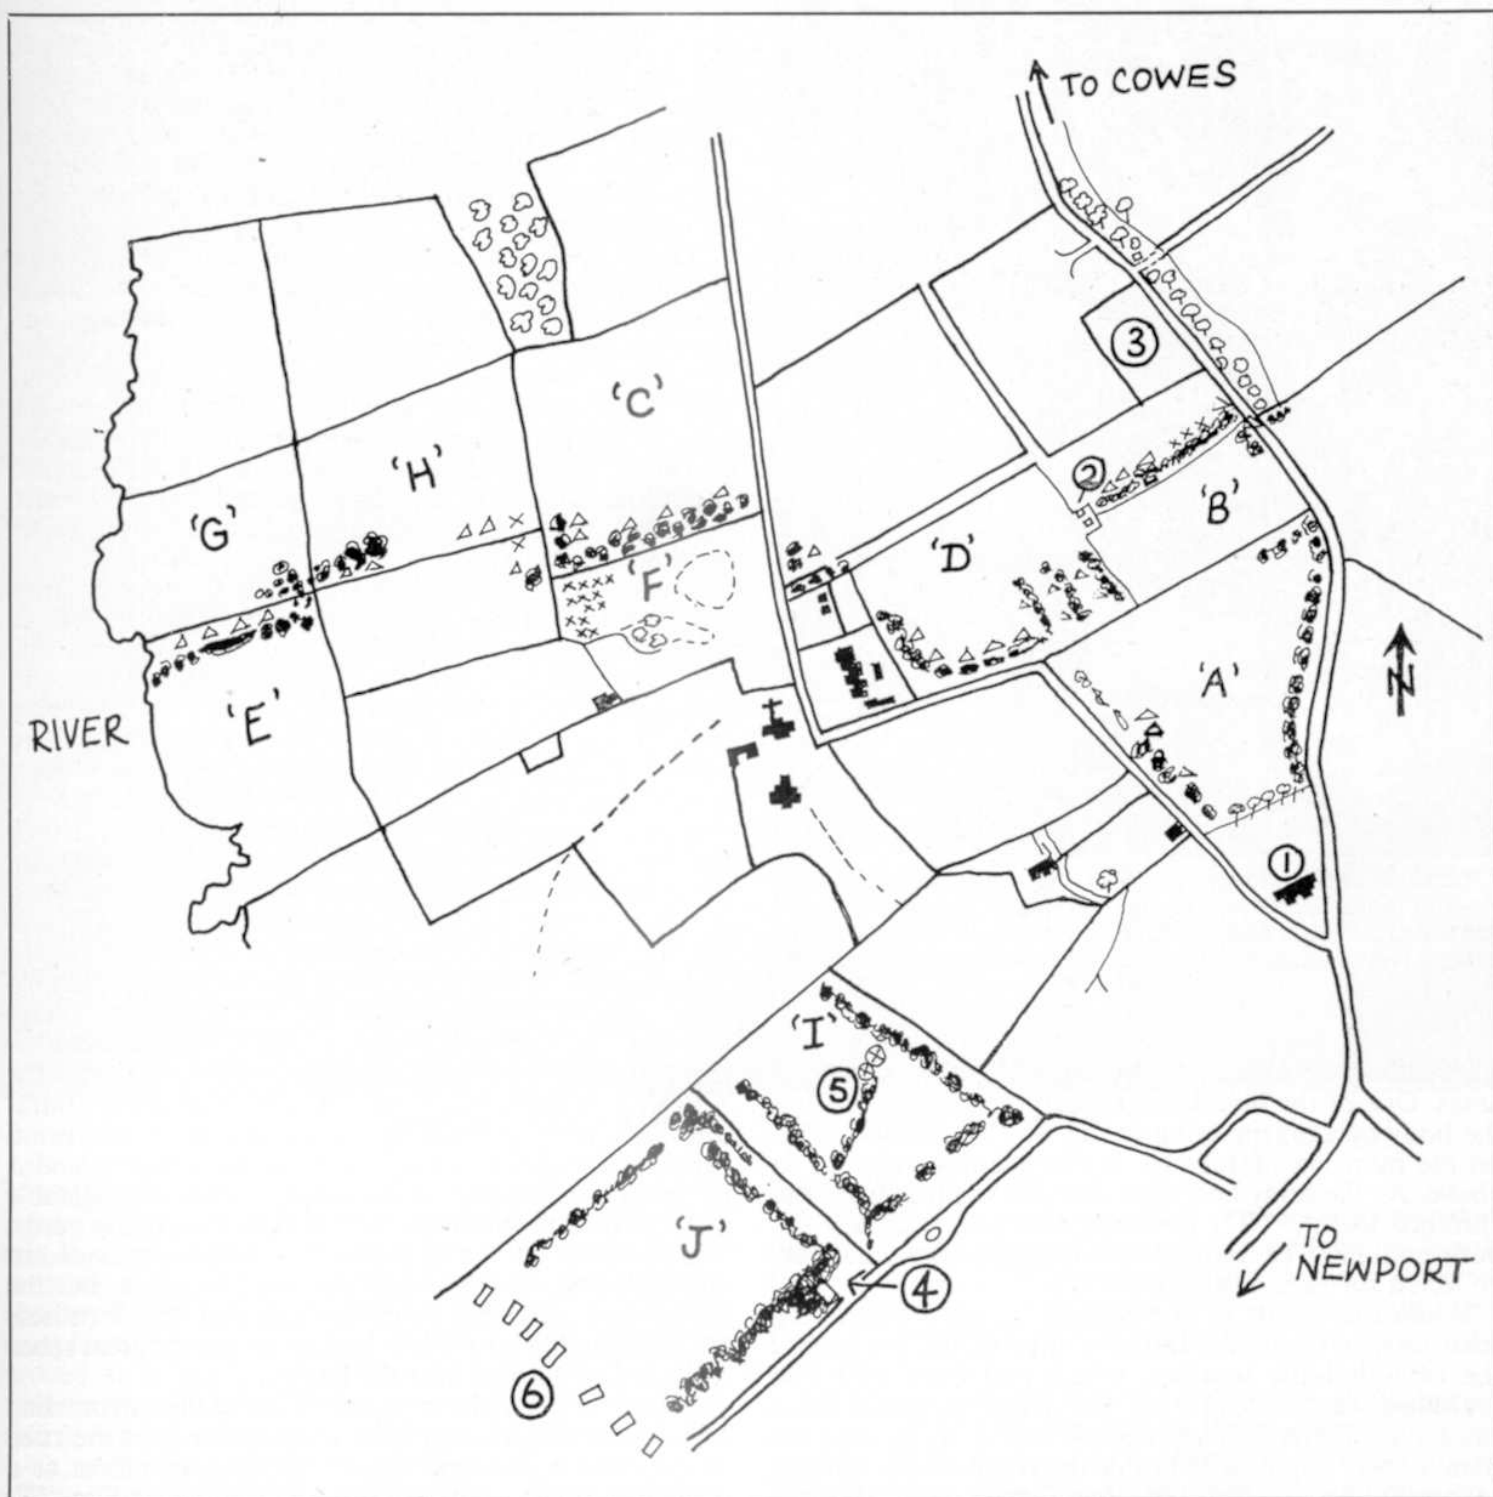 TO COWES
③
'C'
'H'
②
'B'
'G'
'D'
'F'
'A'
N
'E'
RIVER
①
'I'
⑤
'J'
TO
NEWPORT
④
⑥